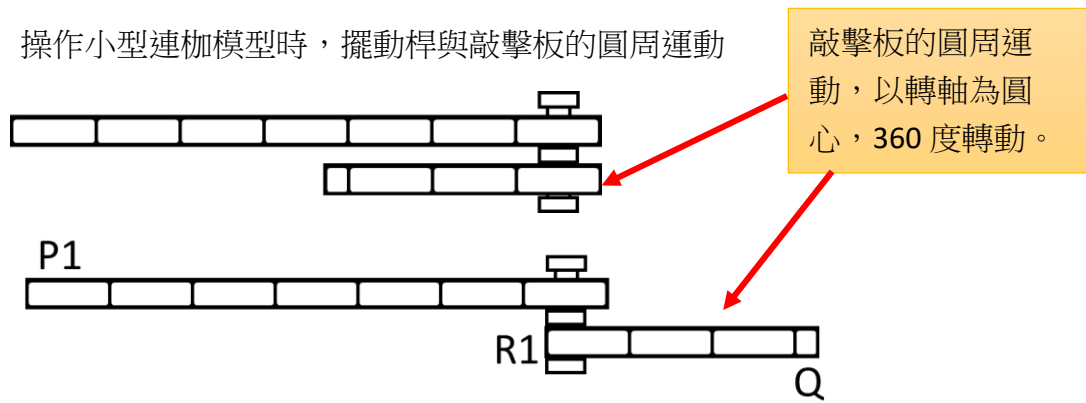 操作小型連枷模型時，擺動桿與敲擊板的圓周運動
敲擊板的圓周運
動，以轉軸為圓
心，360 度轉動。
P1
R1
Q